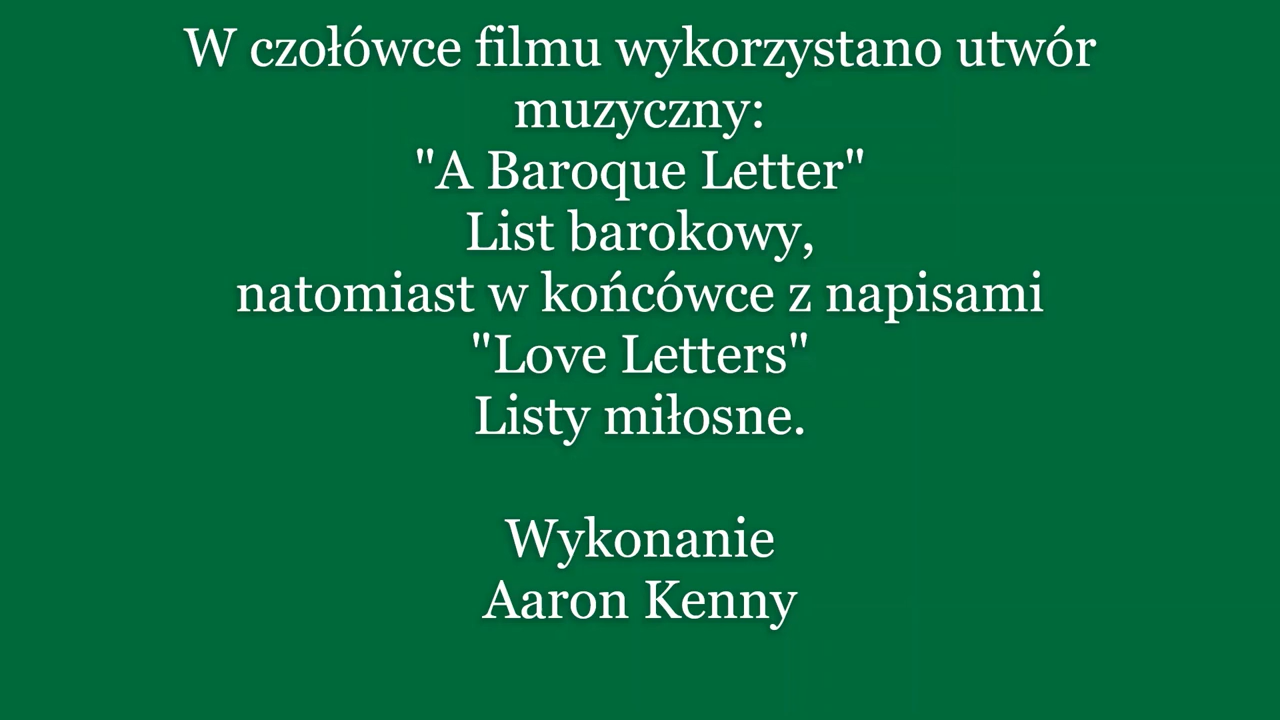 W czołówce filmu wykorzystano utwór
muzyczny:
"A Baroque Letter"
List barokowy,
natomiast w końcówce z napisami
"Love Letters"
Listy miłosne.
Wykonanie
Aaron Kenny